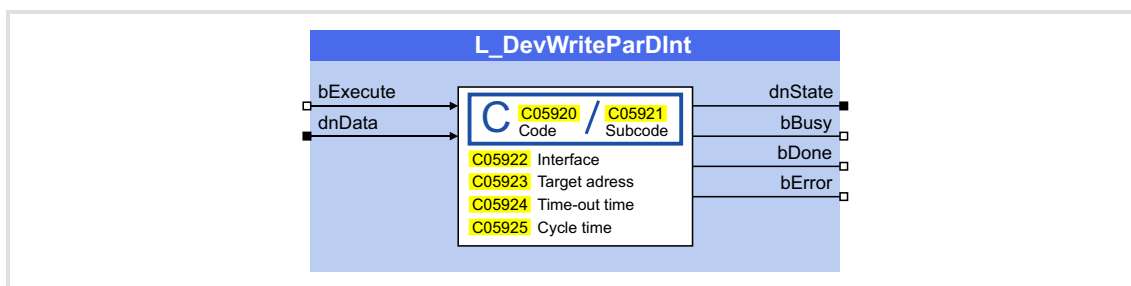 L_DevWriteParDInt
bExecute
dnData
C C05920 / C05921
Code Subcode
C05922 Interface
C05923 Target adress
C05924 Time-out time
C05925 Cycle time
dnState
bBusy
bDone
bError